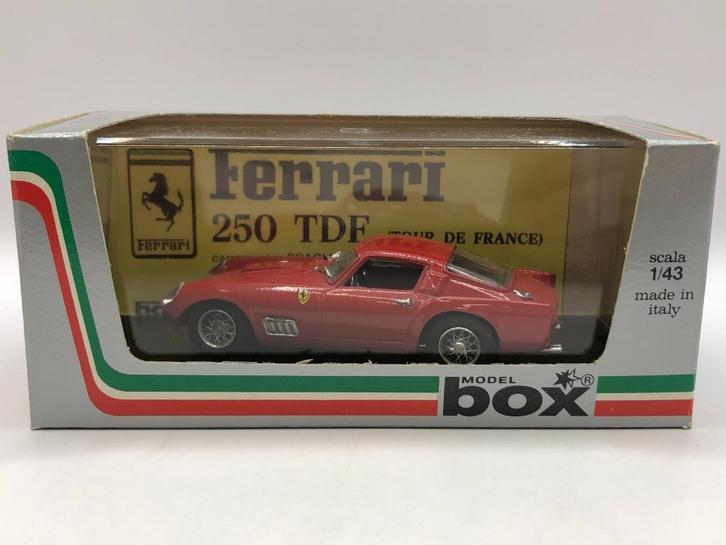 Ferrari
250 TDF (TOUR DE FRANCE)
Ferrari
scala
1/43
made in
italy
MODEL
box ®